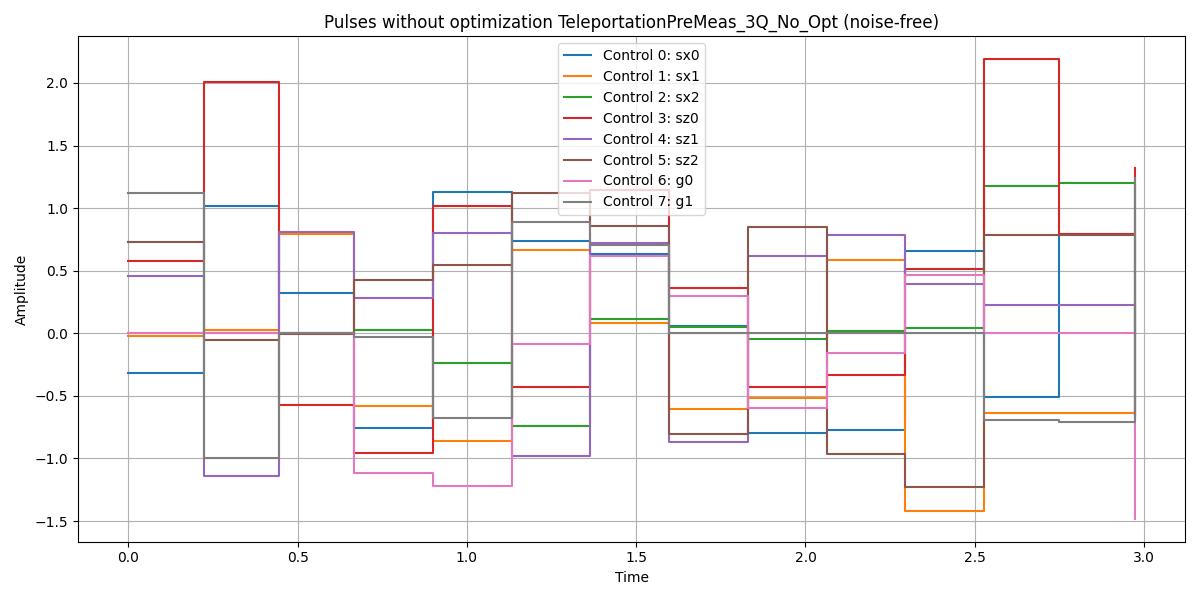 Pulses without optimization TeleportationPreMeas_3Q_No_Opt (noise-free)
Control 0: sx0
Control 1: sx1
Control 2: sx2
Control 3: sz0
Control 4: sz1
Control 5: sz2
Control 6: g0
Control 7: g1
Amplitude
2.0
1.5
1.0
0.5
0.0
−0.5
−1.0
−1.5
0.0 0.5 1.0 1.5 2.0 2.5 3.0
Time